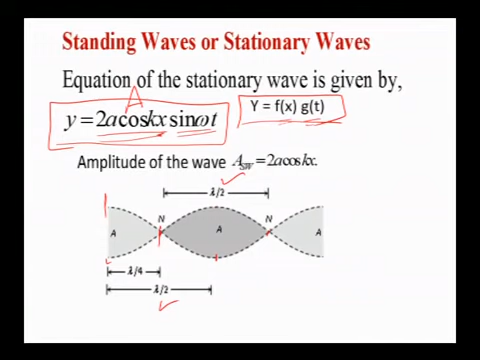 Standing Waves or Stationary Waves
Equation of the stationary wave is given by,
A
y = 2a cos kx sin ωt
Y = f(x) g(t)
Amplitude of the wave A_SW = 2a cos kx.
λ/2
N N
A A A
λ/4
λ/2